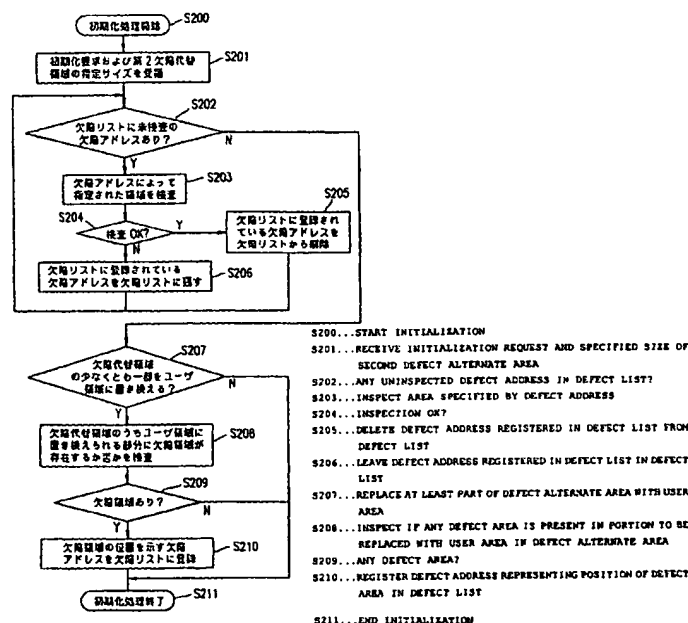 初期化処理開始
S200
初期化要求および第2欠陥代替
領域の指定サイズを受領
S201
S202
欠陥リストに未検査の
欠陥アドレスあり？
N
Y
欠陥アドレスによって
指定された領域を検査
S203
S204
検査 OK?
Y
N
S205
欠陥リストに登録され
ている欠陥アドレスを
欠陥リストから削除
欠陥リストに登録されている
欠陥アドレスを欠陥リストに残す
S206
S207
欠陥代替領域
の少なくとも一部をユーザ
領域に置き換える？
N
Y
欠陥代替領域のうちユーザ領域に
置き換えられる部分に欠陥領域が
存在するか否かを検査
S208
S209
欠陥領域あり？
N
Y
欠陥領域の位置を示す欠陥
アドレスを欠陥リストに登録
S210
初期化処理終了
S211
S200...START INITIALIZATION
S201...RECEIVE INITIALIZATION REQUEST AND SPECIFIED SIZE OF
SECOND DEFECT ALTERNATE AREA
S202...ANY UNINSPECTED DEFECT ADDRESS IN DEFECT LIST?
S203...INSPECT AREA SPECIFIED BY DEFECT ADDRESS
S204...INSPECTION OK?
S205...DELETE DEFECT ADDRESS REGISTERED IN DEFECT LIST FROM
DEFECT LIST
S206...LEAVE DEFECT ADDRESS REGISTERED IN DEFECT LIST IN DEFECT
LIST
S207...REPLACE AT LEAST PART OF DEFECT ALTERNATE AREA WITH USER
AREA
S208...INSPECT IF ANY DEFECT AREA IS PRESENT IN PORTION TO BE
REPLACED WITH USER AREA IN DEFECT ALTERNATE AREA
S209...ANY DEFECT AREA?
S210...REGISTER DEFECT ADDRESS REPRESENTING POSITION OF DEFECT
AREA IN DEFECT LIST
S211...END INITIALIZATION